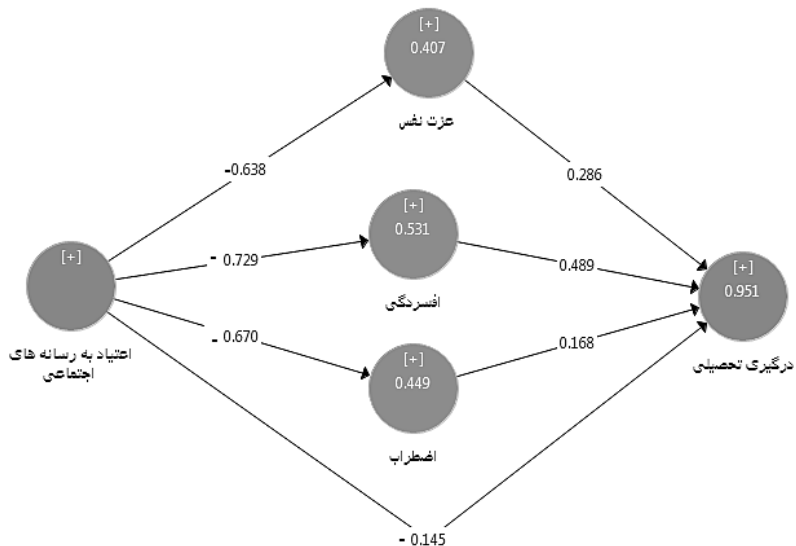 [+]
0.407
عزت نفس
-0.638
0.286
[+]
0.531
افسردگی
- 0.729
0.489
[+]
اعتیاد به رسانه های
اجتماعی
[+]
0.951
درگیری تحصیلی
- 0.670
0.168
[+]
0.449
اضطراب
- 0.145